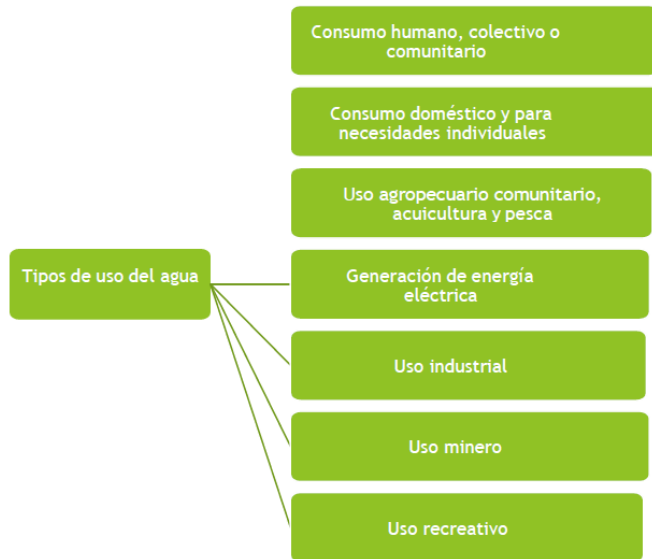 Consumo humano, colectivo o
comunitario
Consumo doméstico y para
necesidades individuales
Uso agropecuario comunitario,
acuicultura y pesca
Tipos de uso del agua
Generación de energía
eléctrica
Uso industrial
Uso minero
Uso recreativo